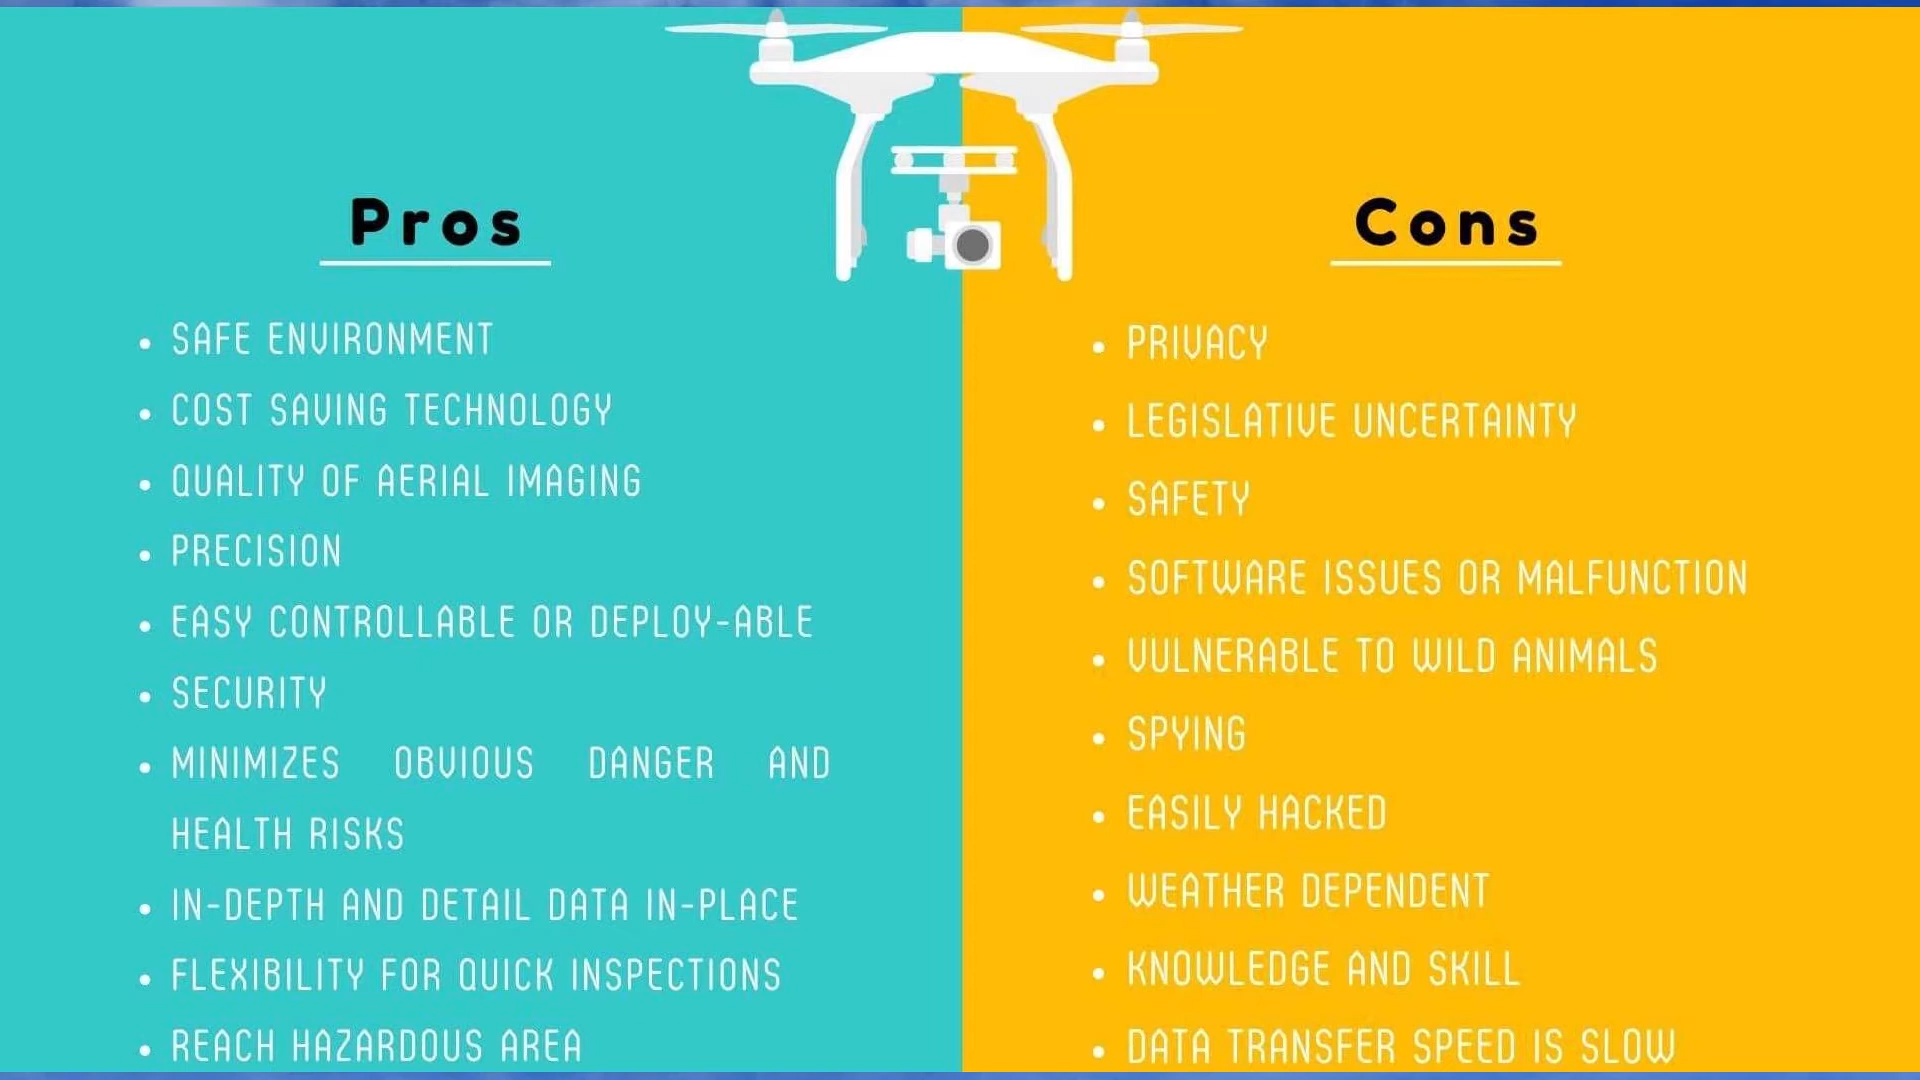 Pros
• SAFE ENVIRONMENT
• COST SAVING TECHNOLOGY
• QUALITY OF AERIAL IMAGING
• PRECISION
• EASY CONTROLLABLE OR DEPLOY-ABLE
• SECURITY
• MINIMIZES OBVIOUS DANGER AND
HEALTH RISKS
• IN-DEPTH AND DETAIL DATA IN-PLACE
• FLEXIBILITY FOR QUICK INSPECTIONS
• REACH HAZARDOUS AREA
Cons
• PRIVACY
• LEGISLATIVE UNCERTAINTY
• SAFETY
• SOFTWARE ISSUES OR MALFUNCTION
• VULNERABLE TO WILD ANIMALS
• SPYING
• EASILY HACKED
• WEATHER DEPENDENT
• KNOWLEDGE AND SKILL
• DATA TRANSFER SPEED IS SLOW